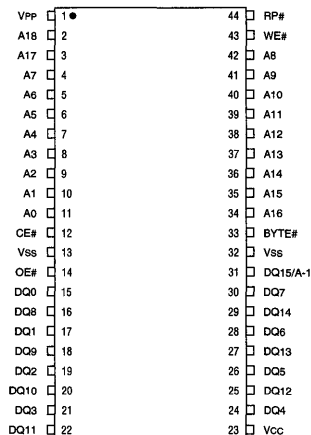 VPP 1 44 RP#
A18 2 43 WE#
A17 3 42 A8
A7 4 41 A9
A6 5 40 A10
A5 6 39 A11
A4 7 38 A12
A3 8 37 A13
A2 9 36 A14
A1 10 35 A15
A0 11 34 A16
CE# 12 33 BYTE#
Vss 13 32 Vss
OE# 14 31 DQ15/A-1
DQ0 15 30 DQ7
DQ8 16 29 DQ14
DQ1 17 28 DQ6
DQ9 18 27 DQ13
DQ2 19 26 DQ5
DQ10 20 25 DQ12
DQ3 21 24 DQ4
DQ11 22 23 Vcc